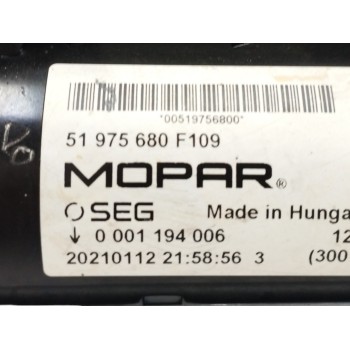 *00519756800*
51 975 680 F109
MOPAR®
SEG Made in Hunga
↓ 0 001 194 006 12
20210112 21:58:56 3 (300